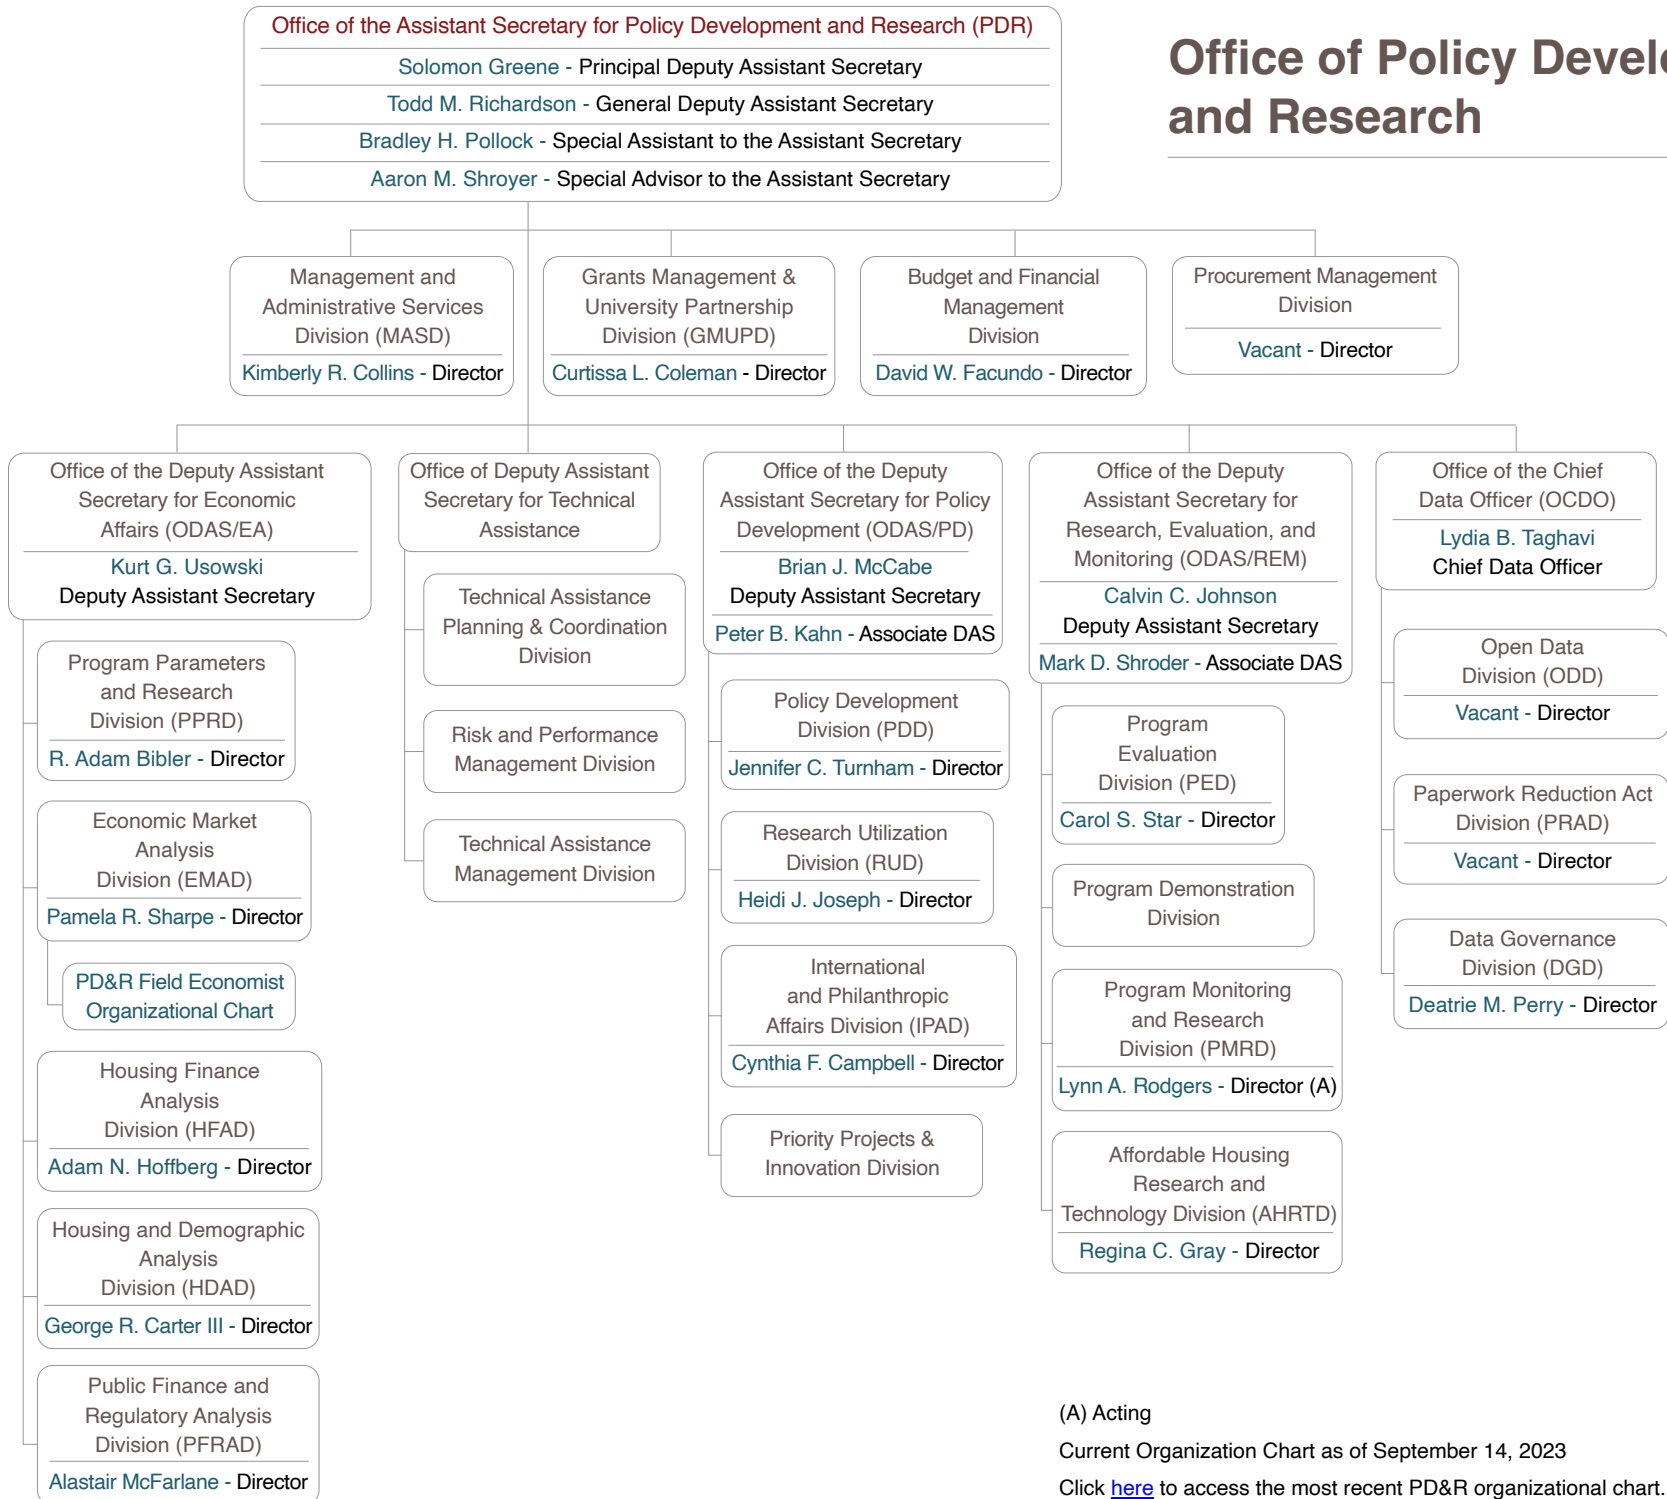 Office of the Assistant Secretary for Policy Development and Research (PDR)
Solomon Greene - Principal Deputy Assistant Secretary
Todd M. Richardson - General Deputy Assistant Secretary
Bradley H. Pollock - Special Assistant to the Assistant Secretary
Aaron M. Shroyer - Special Advisor to the Assistant Secretary
Office of Policy Devel
and Research
Management and
Administrative Services
Division (MASD)
Kimberly R. Collins - Director
Grants Management &
University Partnership
Division (GMUPD)
Curtissa L. Coleman - Director
Budget and Financial
Management
Division
David W. Facundo - Director
Procurement Management
Division
Vacant - Director
Office of the Deputy Assistant
Secretary for Economic
Affairs (ODAS/EA)
Kurt G. Usowski
Deputy Assistant Secretary
Program Parameters
and Research
Division (PPRD)
R. Adam Bibler - Director
Economic Market
Analysis
Division (EMAD)
Pamela R. Sharpe - Director
PD&R Field Economist
Organizational Chart
Housing Finance
Analysis
Division (HFAD)
Adam N. Hoffberg - Director
Housing and Demographic
Analysis
Division (HDAD)
George R. Carter III - Director
Public Finance and
Regulatory Analysis
Division (PFRAD)
Alastair McFarlane - Director
Office of Deputy Assistant
Secretary for Technical
Assistance
Technical Assistance
Planning & Coordination
Division
Risk and Performance
Management Division
Technical Assistance
Management Division
Office of the Deputy
Assistant Secretary for Policy
Development (ODAS/PD)
Brian J. McCabe
Deputy Assistant Secretary
Peter B. Kahn - Associate DAS
Policy Development
Division (PDD)
Jennifer C. Turnham - Director
Research Utilization
Division (RUD)
Heidi J. Joseph - Director
International
and Philanthropic
Affairs Division (IPAD)
Cynthia F. Campbell - Director
Priority Projects &
Innovation Division
Office of the Deputy
Assistant Secretary for
Research, Evaluation, and
Monitoring (ODAS/REM)
Calvin C. Johnson
Deputy Assistant Secretary
Mark D. Shroder - Associate DAS
Program
Evaluation
Division (PED)
Carol S. Star - Director
Program Demonstration
Division
Program Monitoring
and Research
Division (PMRD)
Lynn A. Rodgers - Director (A)
Affordable Housing
Research and
Technology Division (AHRTD)
Regina C. Gray - Director
Office of the Chief
Data Officer (OCDO)
Lydia B. Taghavi
Chief Data Officer
Open Data
Division (ODD)
Vacant - Director
Paperwork Reduction Act
Division (PRAD)
Vacant - Director
Data Governance
Division (DGD)
Deatrie M. Perry - Director
(A) Acting
Current Organization Chart as of September 14, 2023
Click here to access the most recent PD&R organizational chart.